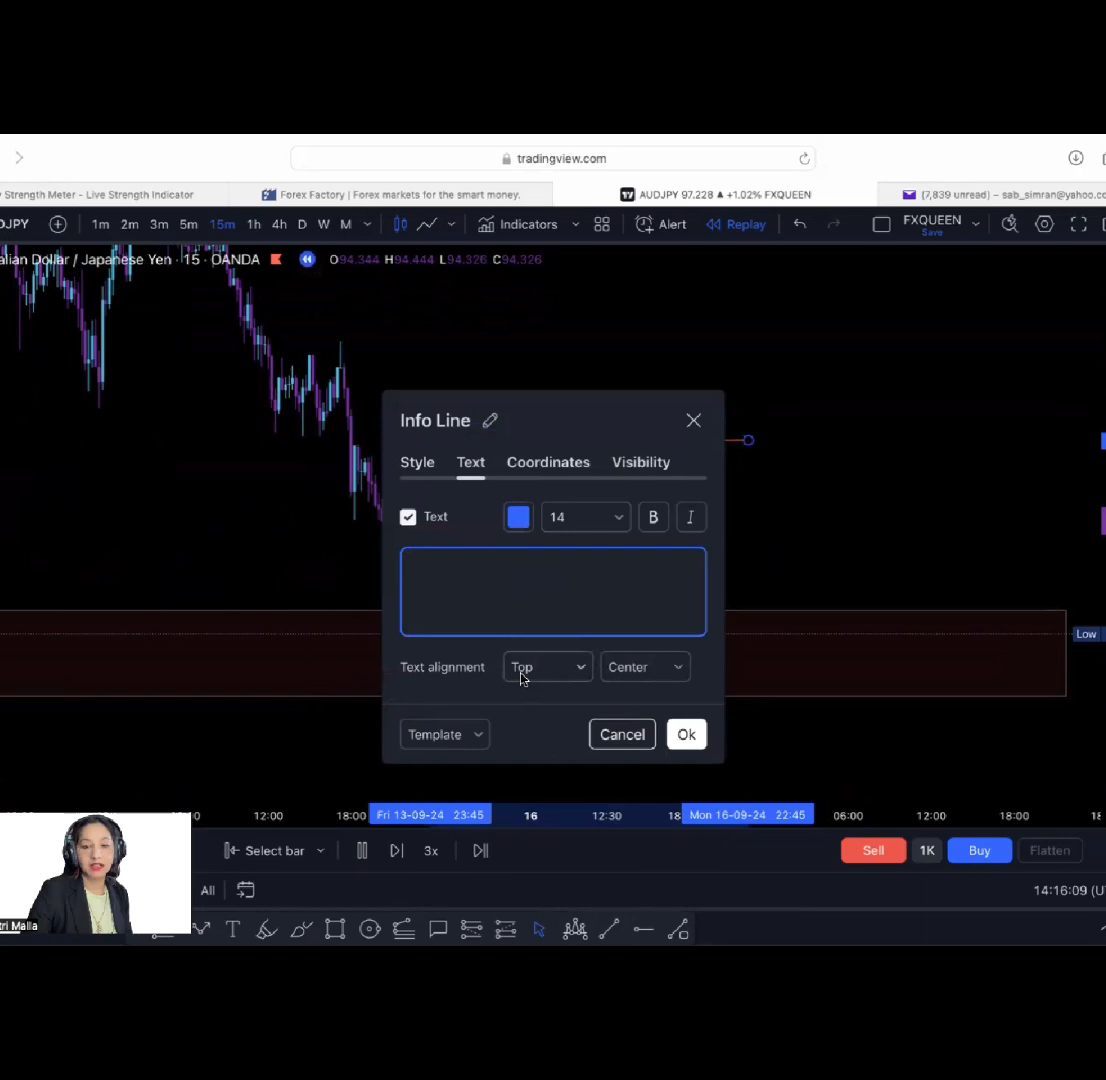 tradingview.com
Strength Meter - Live Strength Indicator
Forex Factory | Forex markets for the smart money.
AUDJPY 97.228 ▲ +1.02% FXQUEEN
(7,839 unread) – sab_simran@yahoo.co
DJPY 1m 2m 3m 5m 15m 1h 4h D W M Indicators Alert Replay FXQUEEN
Save
alian Dollar / Japanese Yen · 15 · OANDA O94.344 H94.444 L94.326 C94.326
Info Line
Style Text Coordinates Visibility
Text 14 B I
Low
Text alignment Top Center
Template Cancel Ok
12:00 18:00 Fri 13-09-24 23:45 16 12:30 18 Mon 16-09-24 22:45 06:00 12:00 18:00 18
Select bar 3x Sell 1K Buy Flatten
All 14:16:09 (U
tri Malla
T